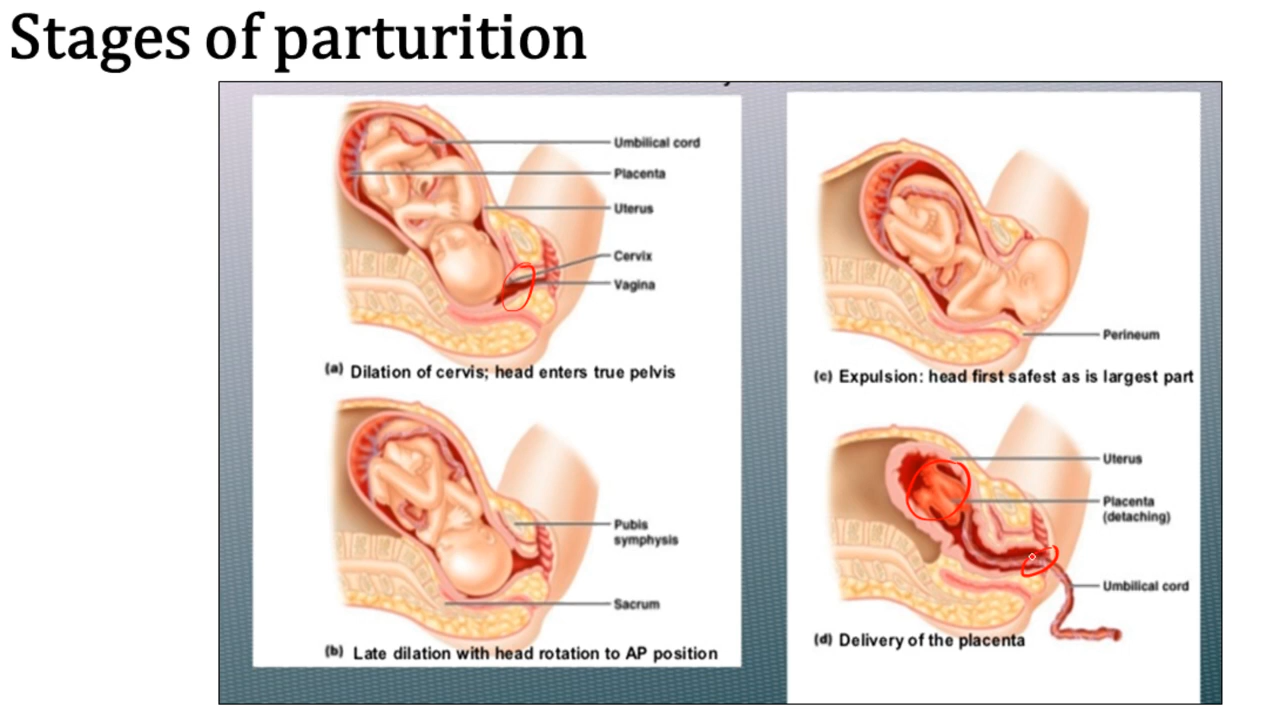 Stages of parturition
Umbilical cord
Placenta
Uterus
Cervix
Vagina
(a) Dilation of cervis; head enters true pelvis
Pubis
symphysis
Sacrum
(b) Late dilation with head rotation to AP position
Perineum
(c) Expulsion: head first safest as is largest part
Uterus
Placenta
(detaching)
Umbilical cord
(d) Delivery of the placenta